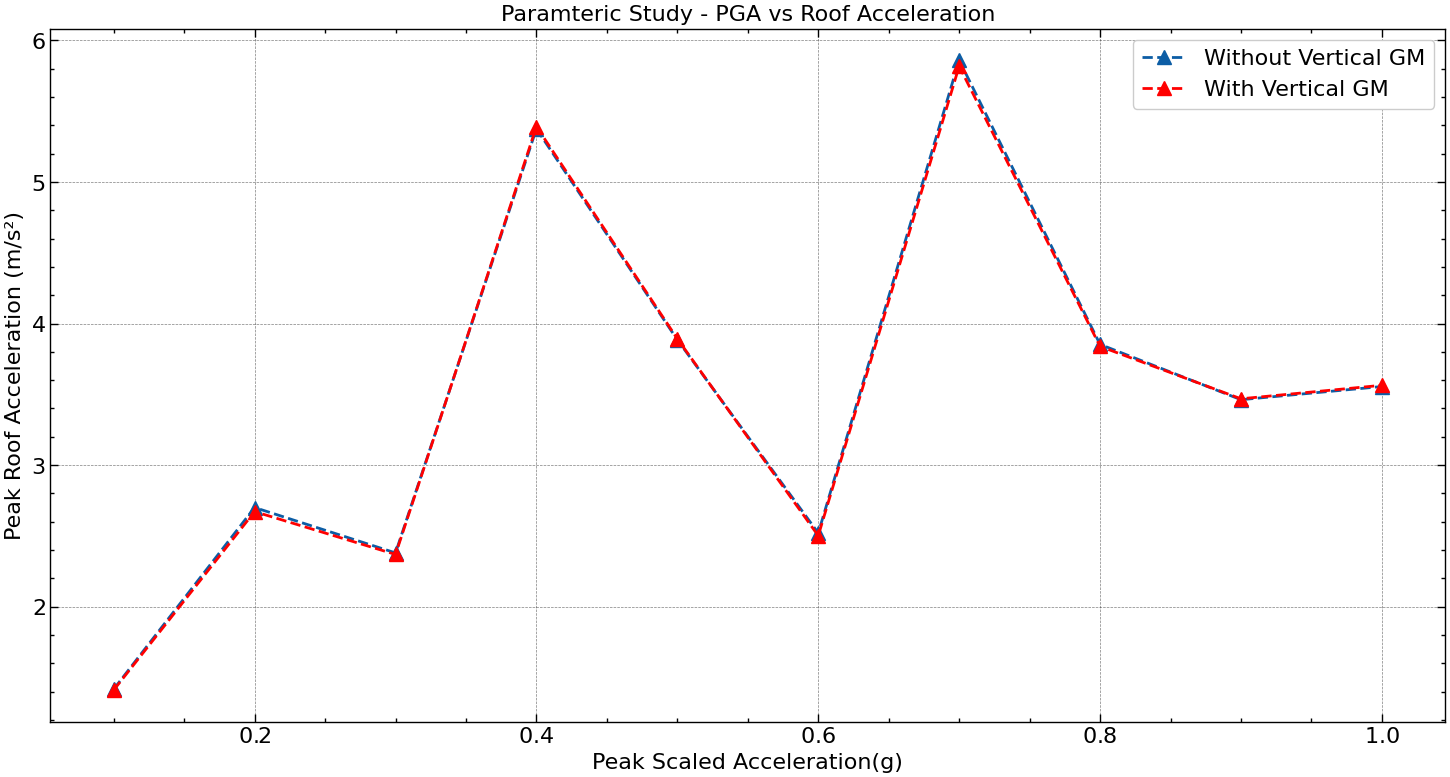 Paramteric Study - PGA vs Roof Acceleration
Without Vertical GM
With Vertical GM
Peak Roof Acceleration (m/s²)
6
5
4
3
2
0.2
0.4
0.6
0.8
1.0
Peak Scaled Acceleration(g)